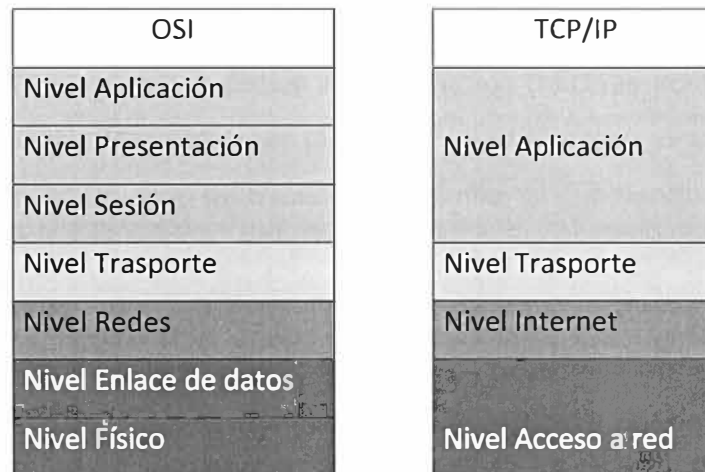 OSI
Nivel Aplicación
Nivel Presentación
Nivel Sesión
Nivel Trasporte
Nivel Redes
Nivel Enlace de datos
Nivel Físico
TCP/IP
Nivel Aplicación
Nivel Trasporte
Nivel Internet
Nivel Acceso a red